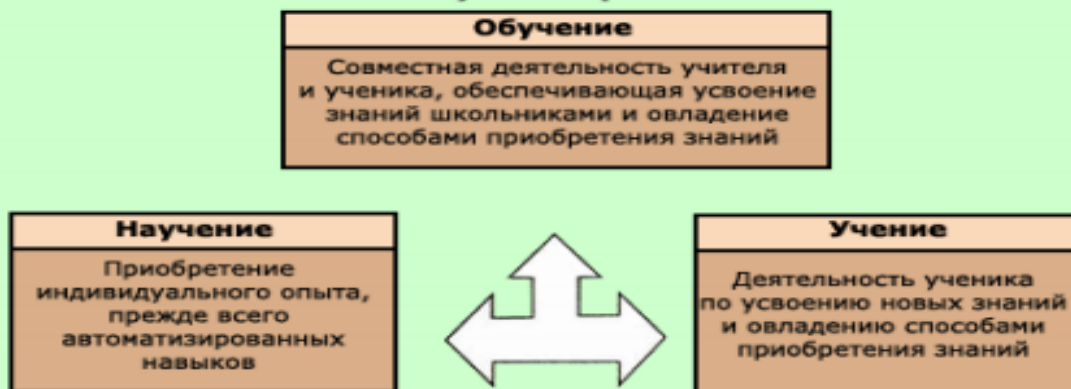 Обучение
Совместная деятельность учителя
и ученика, обеспечивающая усвоение
знаний школьниками и овладение
способами приобретения знаний
Научение
Приобретение
индивидуального опыта,
прежде всего
автоматизированных
навыков
Учение
Деятельность ученика
по усвоению новых знаний
и овладению способами
приобретения знаний